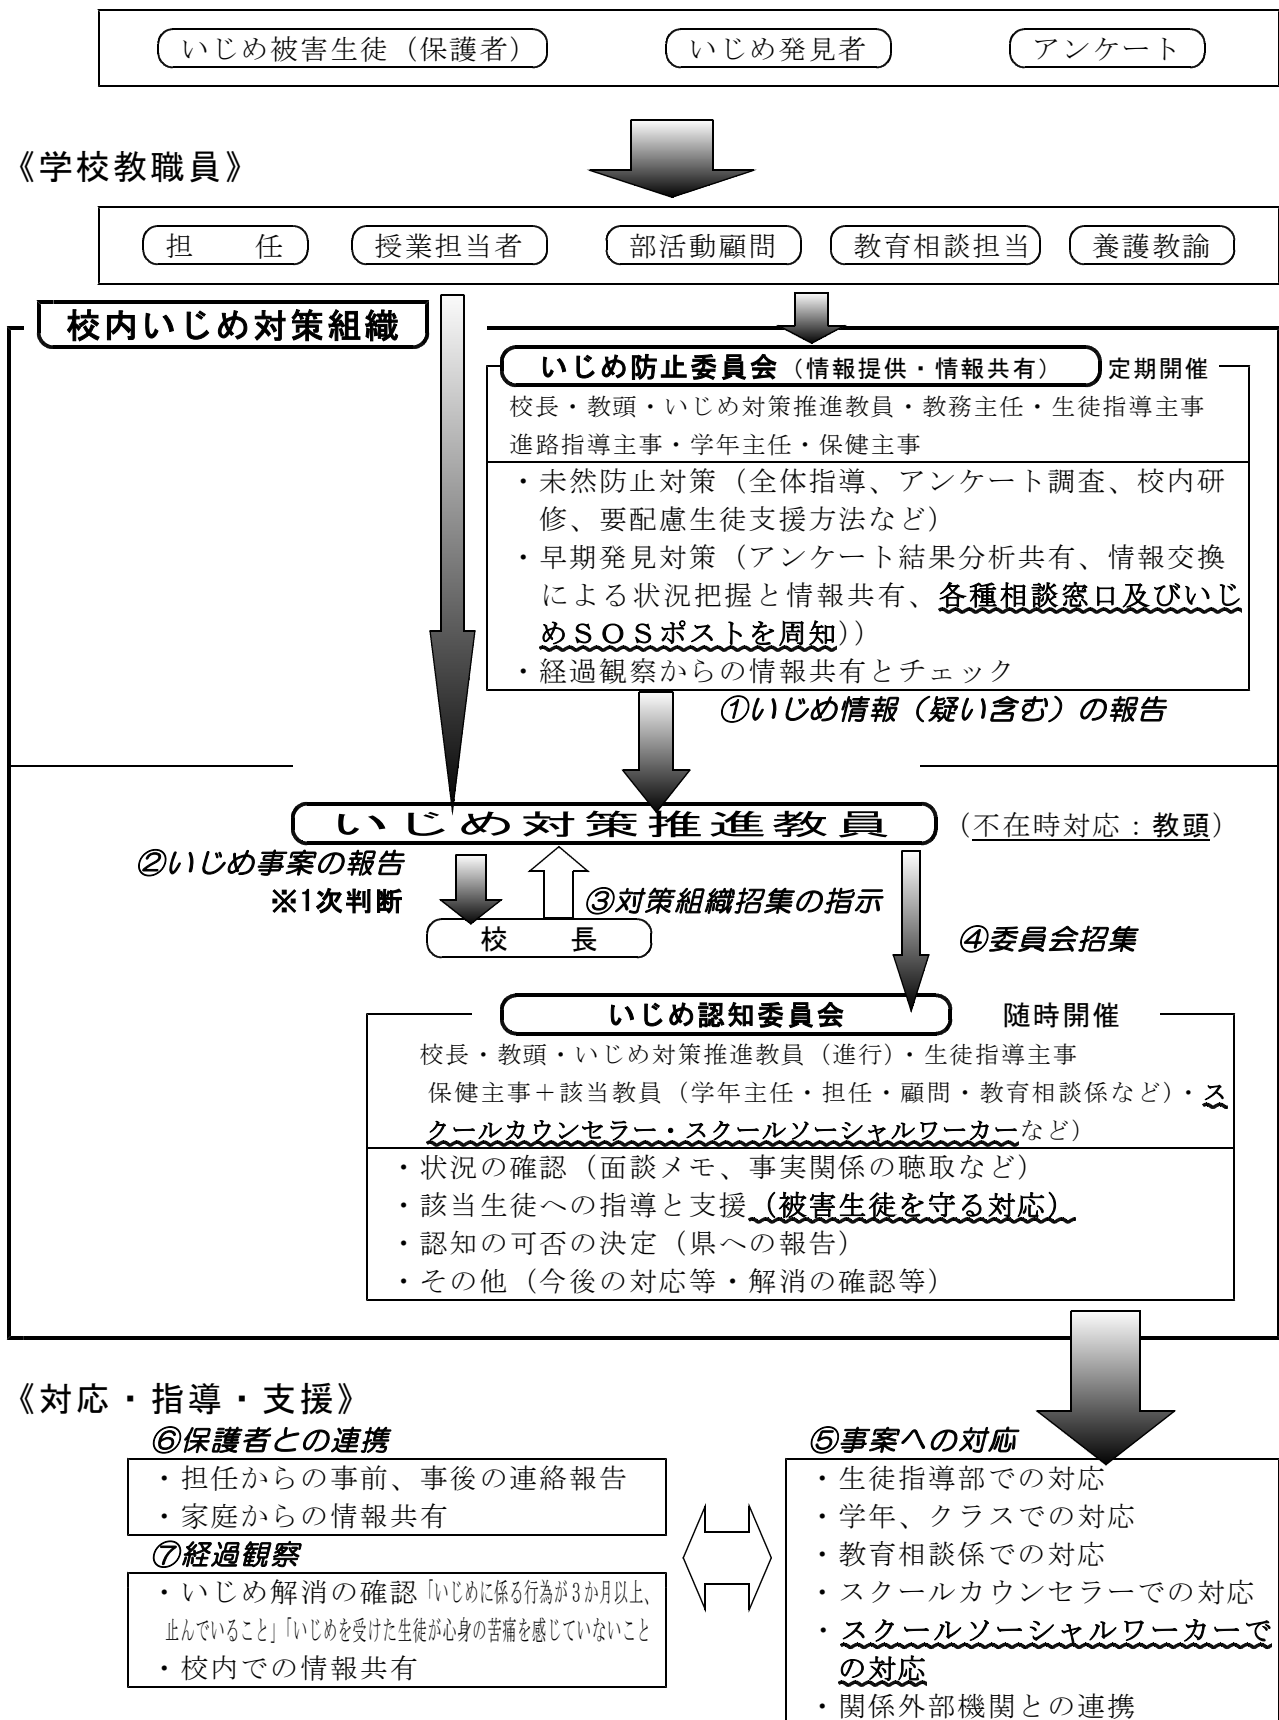 いじめ被害生徒（保護者） いじめ発見者 アンケート
《学校教職員》
担　任 授業担当者 部活動顧問 教育相談担当 養護教諭
校内いじめ対策組織
いじめ防止委員会（情報提供・情報共有） 定期開催
校長・教頭・いじめ対策推進教員・教務主任・生徒指導主事
進路指導主事・学年主任・保健主事
・未然防止対策（全体指導、アンケート調査、校内研
修、要配慮生徒支援方法など）
・早期発見対策（アンケート結果分析共有、情報交換
による状況把握と情報共有、各種相談窓口及びいじ
めＳＯＳポストを周知））
・経過観察からの情報共有とチェック
①いじめ情報（疑い含む）の報告
いじめ対策推進教員 （不在時対応：教頭）
②いじめ事案の報告
※1次判断
③対策組織招集の指示
校　長
④委員会招集
いじめ認知委員会 随時開催
校長・教頭・いじめ対策推進教員（進行）・生徒指導主事
保健主事＋該当教員（学年主任・担任・顧問・教育相談係など）・ス
クールカウンセラー・スクールソーシャルワーカーなど）
・状況の確認（面談メモ、事実関係の聴取など）
・該当生徒への指導と支援（被害生徒を守る対応）
・認知の可否の決定（県への報告）
・その他（今後の対応等・解消の確認等）
《対応・指導・支援》
⑥保護者との連携
・担任からの事前、事後の連絡報告
・家庭からの情報共有
⑦経過観察
・いじめ解消の確認「いじめに係る行為が３か月以上、
止んでいること」「いじめを受けた生徒が心身の苦痛を感じていないこと
・校内での情報共有
⑤事案への対応
・生徒指導部での対応
・学年、クラスでの対応
・教育相談係での対応
・スクールカウンセラーでの対応
・スクールソーシャルワーカーで
の対応
・関係外部機関との連携